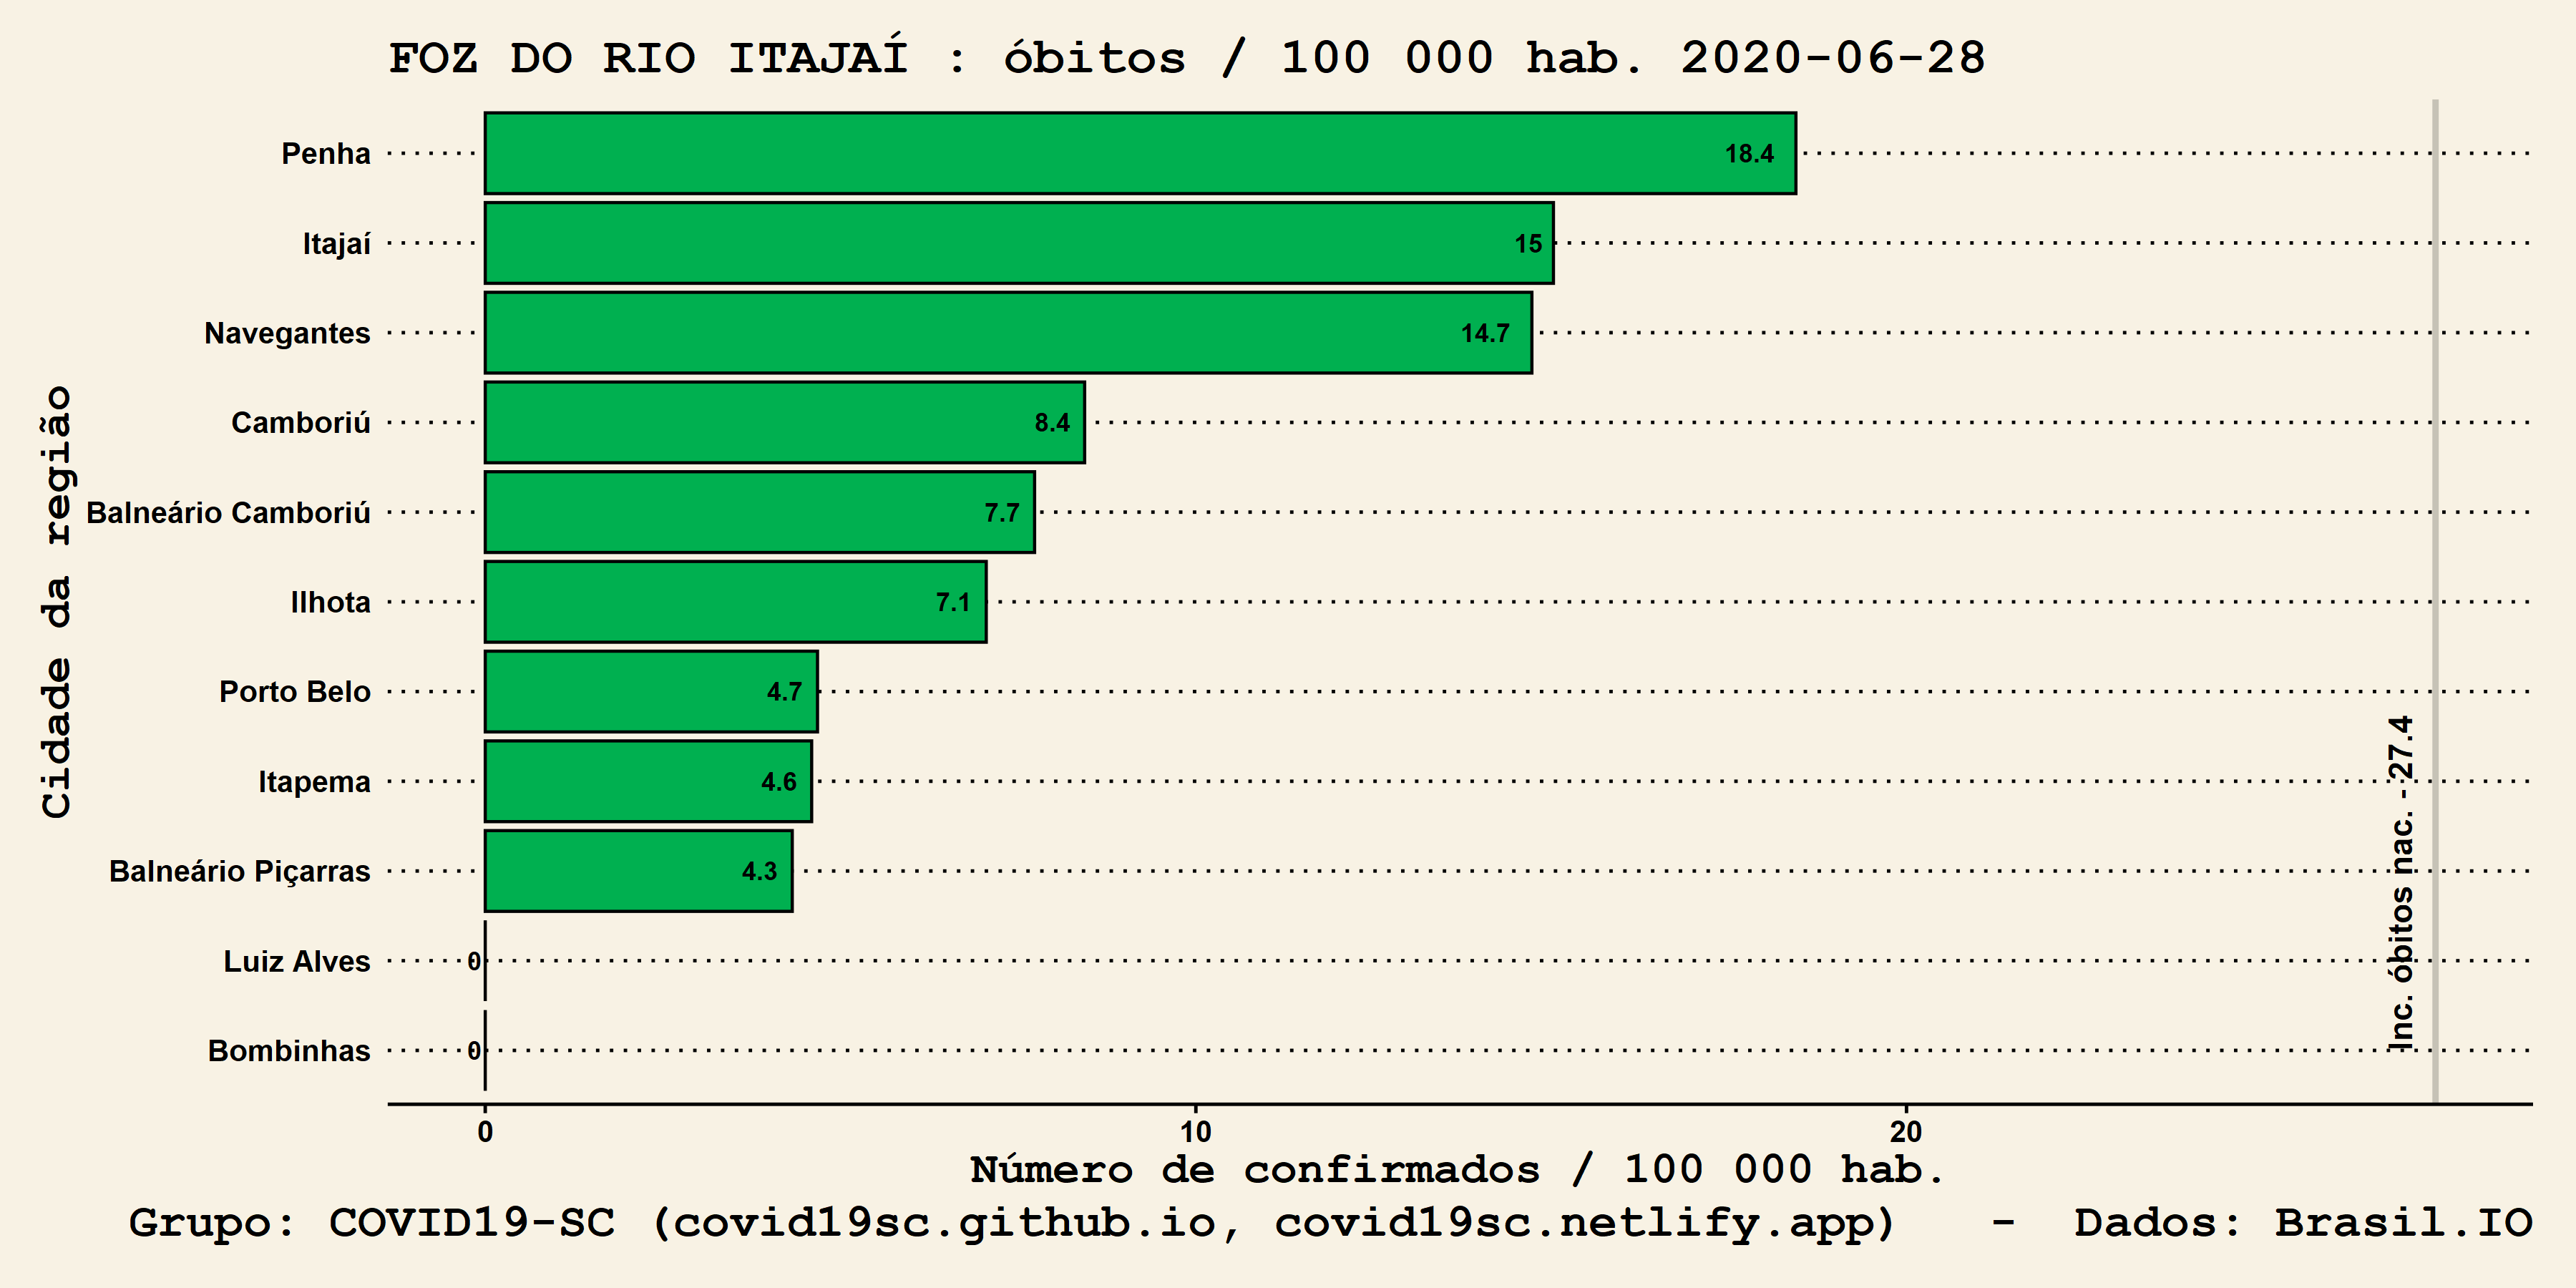 FOZ DO RIO ITAJAÍ : óbitos / 100 000 hab. 2020-06-28
Cidade da região
Penha 18.4
Itajaí 15
Navegantes 14.7
Camboriú 8.4
Balneário Camboriú 7.7
Ilhota 7.1
Porto Belo 4.7
Itapema 4.6
Balneário Piçarras 4.3
Luiz Alves 0
Bombinhas 0
Inc. óbitos nac. - 27.4
0 10 20
Número de confirmados / 100 000 hab.
Grupo: COVID19-SC (covid19sc.github.io, covid19sc.netlify.app) - Dados: Brasil.IO